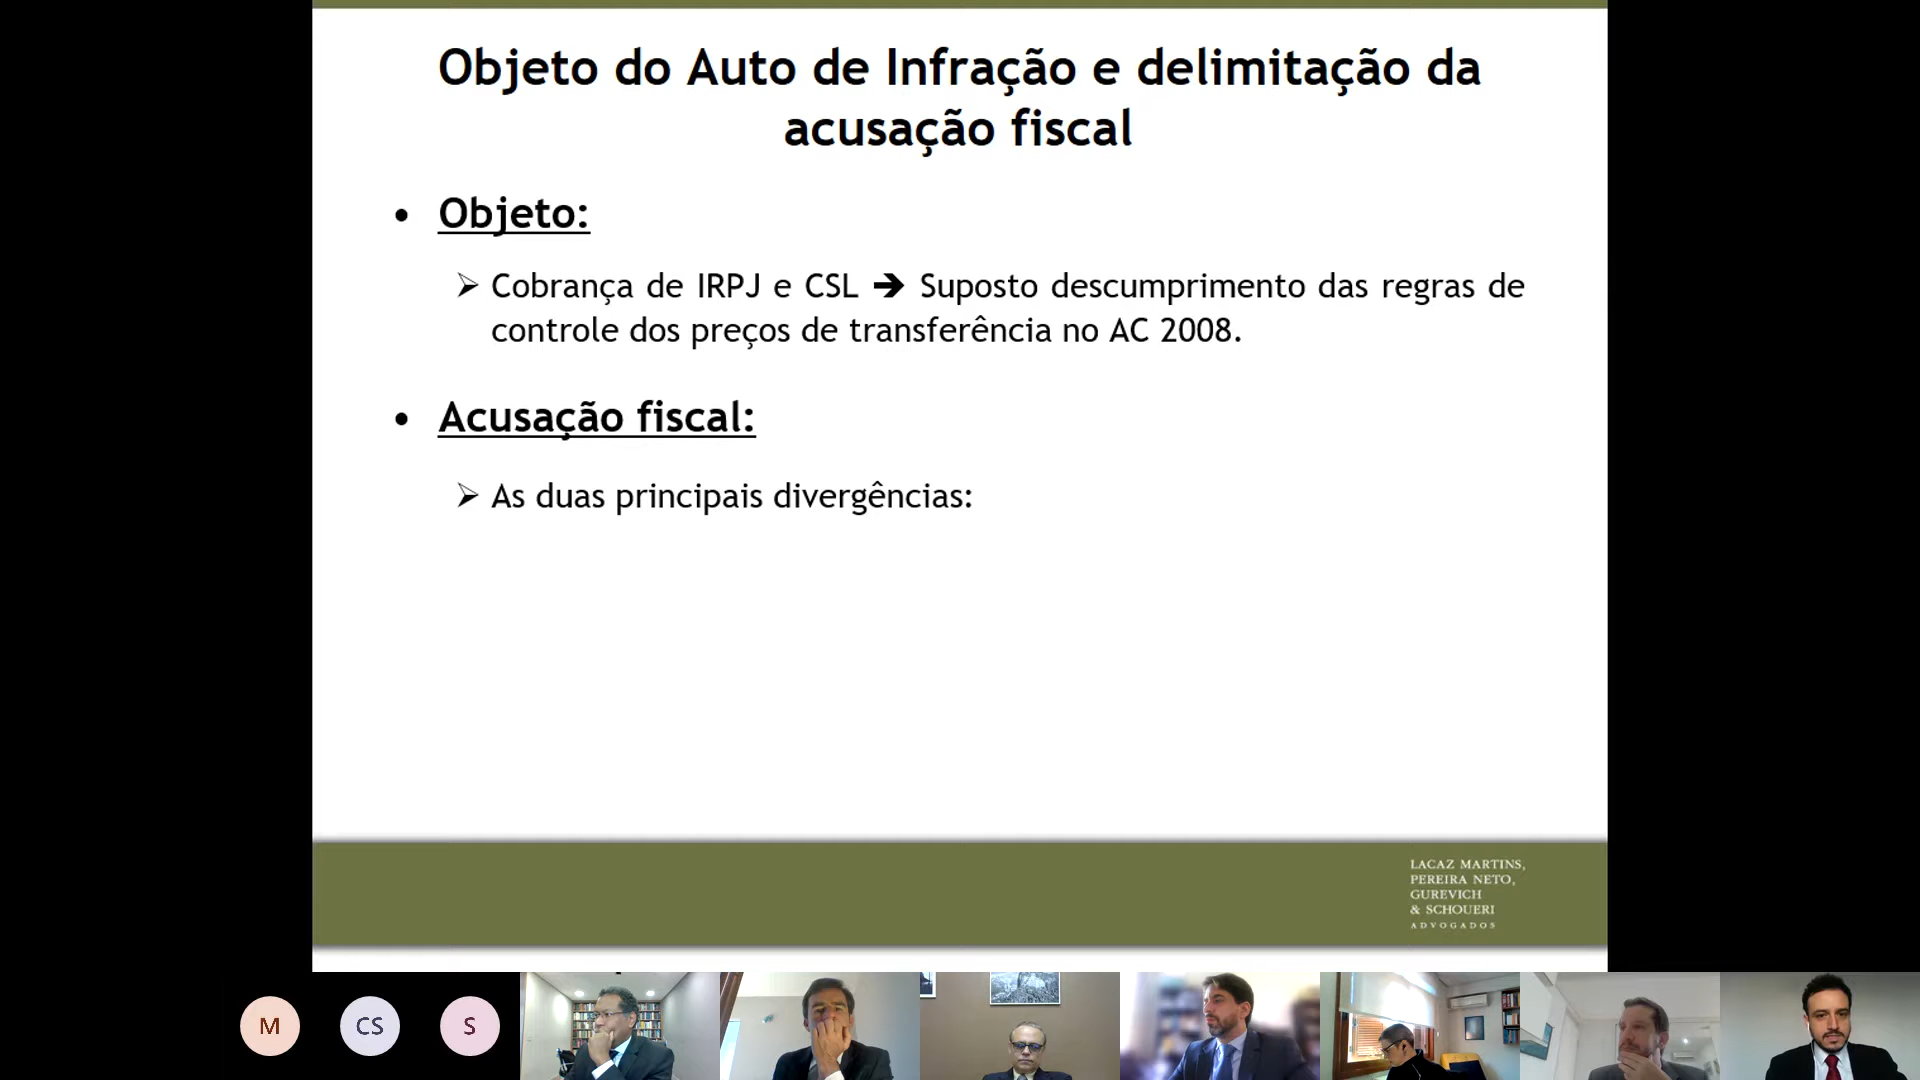 Objeto do Auto de Infração e delimitação da
acusação fiscal
• Objeto:
➢ Cobrança de IRPJ e CSL ➔ Suposto descumprimento das regras de
controle dos preços de transferência no AC 2008.
• Acusação fiscal:
➢ As duas principais divergências:
LACAZ MARTINS,
PEREIRA NETO,
GUREVICH
& SCHOUERI
ADVOGADOS
M CS S